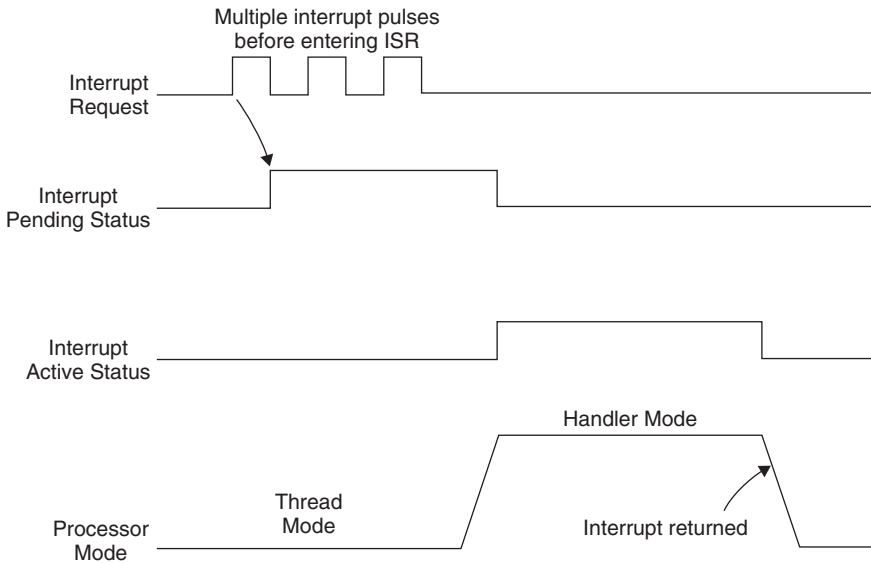 Multiple interrupt pulses
before entering ISR
Interrupt
Request
Interrupt
Pending Status
Interrupt
Active Status
Handler Mode
Thread
Mode
Processor
Mode
Interrupt returned